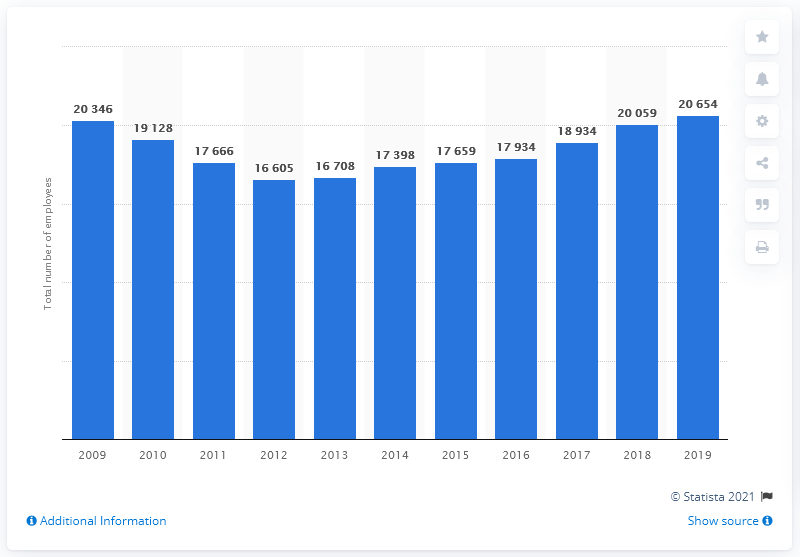 20 346
19 128
17 666
16 605
16 708
17 398
17 659
17 934
18 934
20 059
20 654
Total number of employees
2009 2010 2011 2012 2013 2014 2015 2016 2017 2018 2019
© Statista 2021
Additional Information
Show source